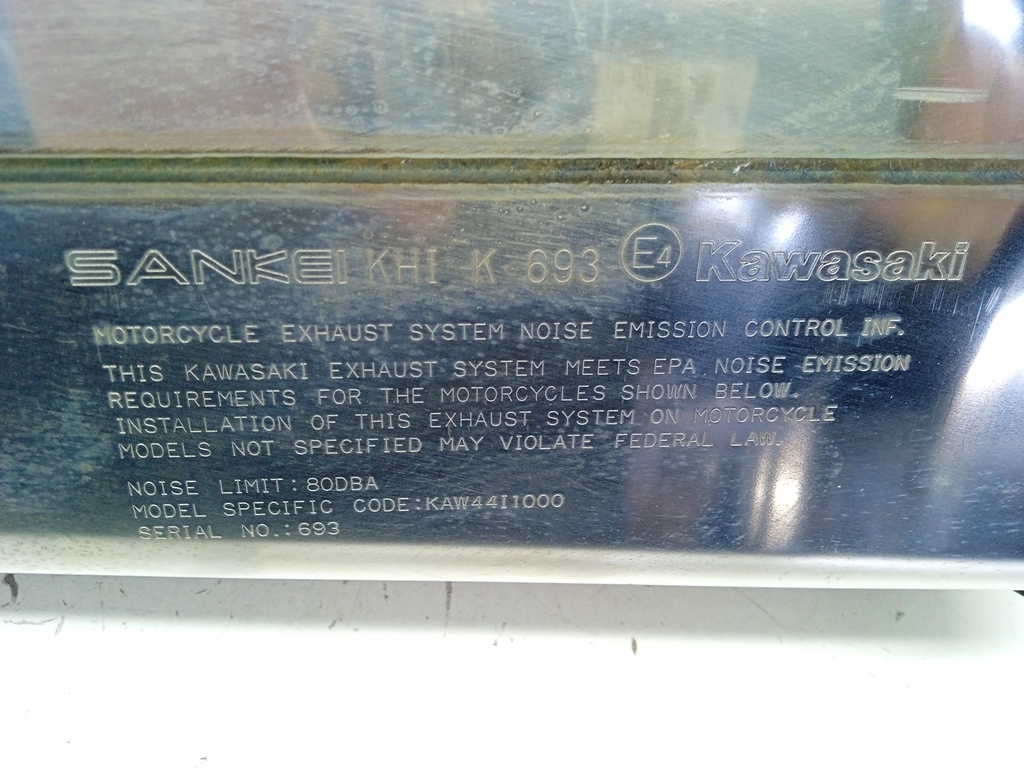 SANKEI KHI K 693 E4 Kawasaki
MOTORCYCLE EXHAUST SYSTEM NOISE EMISSION CONTROL INF.
THIS KAWASAKI EXHAUST SYSTEM MEETS EPA NOISE EMISSION
REQUIREMENTS FOR THE MOTORCYCLES SHOWN BELOW.
INSTALLATION OF THIS EXHAUST SYSTEM ON MOTORCYCLE
MODELS NOT SPECIFIED MAY VIOLATE FEDERAL LAW.
NOISE LIMIT:80DBA
MODEL SPECIFIC CODE:KAW44I1000
SERIAL NO.:693